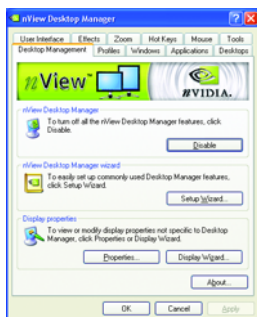 nView Desktop Manager
User Interface Effects Zoom Hot Keys Mouse Tools
Desktop Management Profiles Windows Applications Desktops
nView™
NVIDIA.
nView Desktop Manager
To turn off all the nView Desktop Manager features, click
Disable.
Disable
nView Desktop Manager wizard
To easily set up commonly used Desktop Manager features,
click Setup Wizard.
Setup Wizard...
Display properties
To view or modify display properties not specific to Desktop
Manager, click Properties or Display Wizard.
Properties... Display Wizard...
About...
OK Cancel Apply